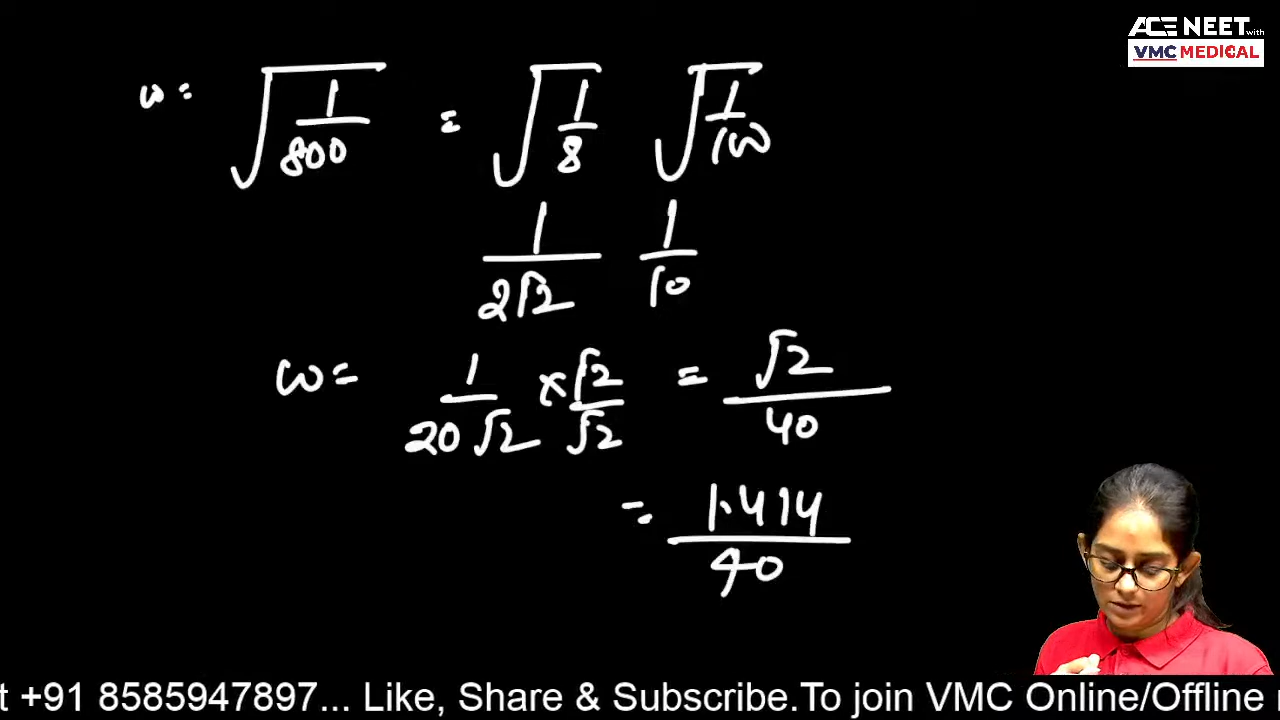 ACE NEET with
VMC MEDICAL
ω = √(1/800) = √(1/8) √(1/100)
1/(2√2) 1/10
ω = 1/(20√2) × √2/√2 = √2/40
= 1.414/40
t +91 8585947897... Like, Share & Subscribe.To join VMC Online/Offline